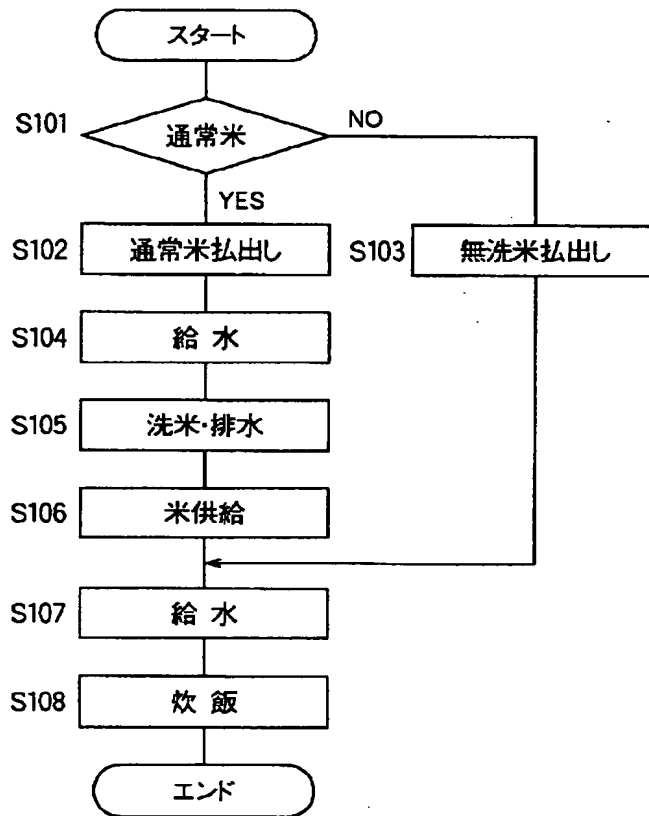 スタート
S101
通常米
NO
YES
S102
通常米払出し
S103
無洗米払出し
S104
給 水
S105
洗米・排水
S106
米供給
S107
給 水
S108
炊 飯
エンド